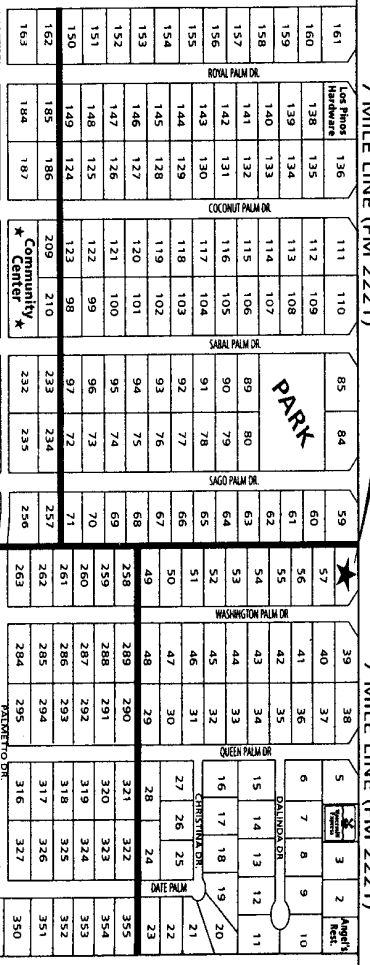 7 MILE LINE (FM 2221)
163 162 150 151 152 153 154 155 156 157 158 159 160 161
ROYAL PALM DR.
184 185 149 148 147 146 145 144 143 142 141 140 139 138 Los Pinos
Hardware
187 186 124 125 126 127 128 129 130 131 132 133 134 135 136
COCONUT PALM DR.
209 123 122 121 120 119 118 117 116 115 114 113 112 111
★ Community ★
Center
210 98 99 100 101 102 103 104 105 106 107 108 109 110
SABAL PALM DR.
232 233 97 96 95 94 93 92 91 90 89 85
PARK
235 234 72 73 74 75 76 77 78 79 80 84
SAGO PALM DR.
256 257 71 70 69 68 67 66 65 64 63 62 61 60 59
7 MILE LINE (FM 2221)
263 262 261 260 259 258 49 50 51 52 53 54 55 56 57 ★
WASHINGTON PALM DR
284 285 286 287 288 289 48 47 46 45 44 43 42 41 40 39
295 294 293 292 291 290 29 30 31 32 33 34 35 36 37 38
PALMETTO DR.
QUEEN PALM DR
316 317 318 319 320 321 28 27 16 15 6 5
CHRISTINA DR.
DALINDA DR
26 17 14 7
327 326 325 324 323 322 24 25 18 13 8 3
DATE PALM
19 12 9 2
350 351 352 353 354 355 23 22 21 20 11 10 Angel's
Rest.